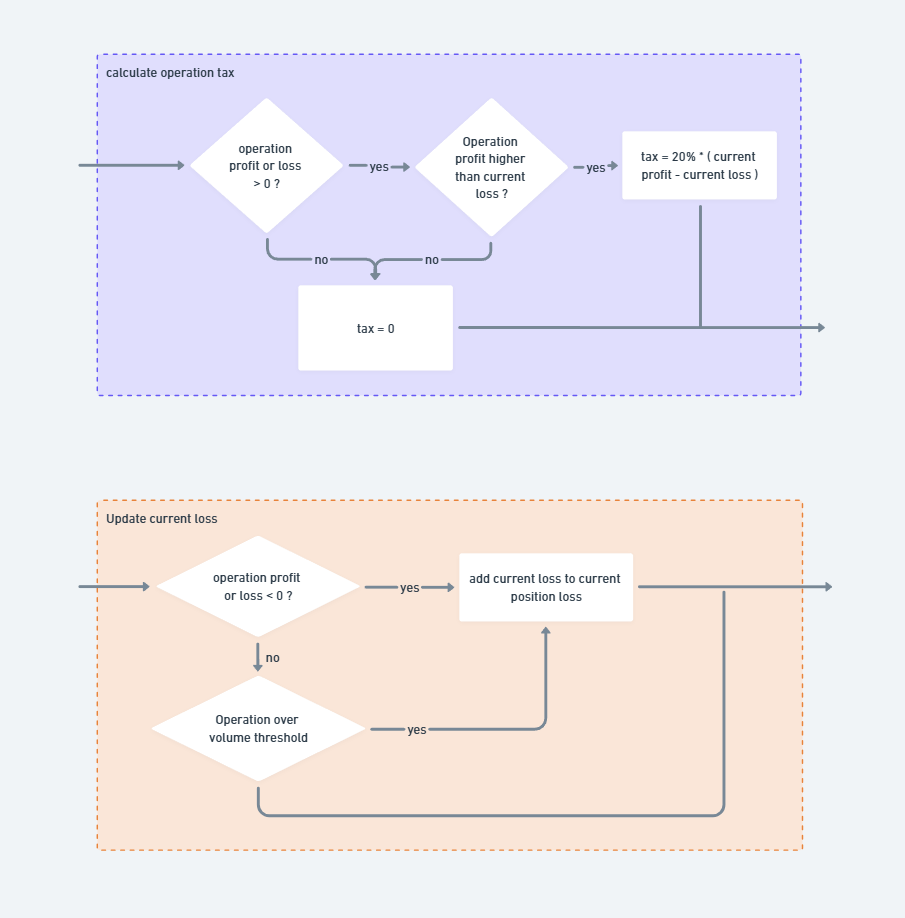 calculate operation tax
operation
profit or loss
> 0 ?
yes
Operation
profit higher
than current
loss ?
yes
tax = 20% * ( current
profit - current loss )
no
no
tax = 0
Update current loss
operation profit
or loss < 0 ?
yes
add current loss to current
position loss
no
Operation over
volume threshold
yes